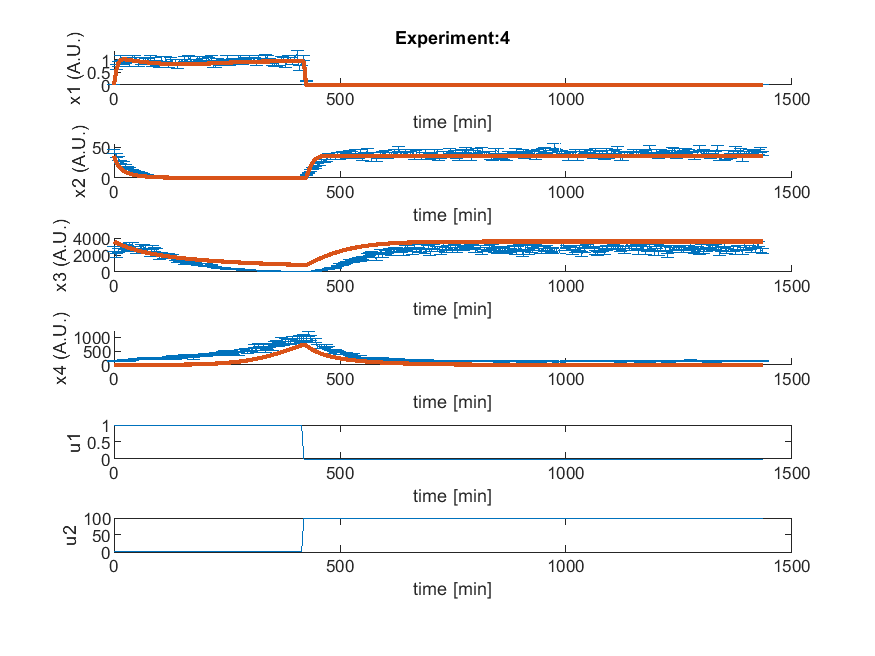 Experiment:4
x1 (A.U.)
1
0.5
0
0 500 1000 1500
time [min]
x2 (A.U.)
50
0
0 500 1000 1500
time [min]
x3 (A.U.)
4000
2000
0
0 500 1000 1500
time [min]
x4 (A.U.)
1000
500
0
0 500 1000 1500
time [min]
u1
1
0.5
0
0 500 1000 1500
time [min]
u2
100
50
0
0 500 1000 1500
time [min]